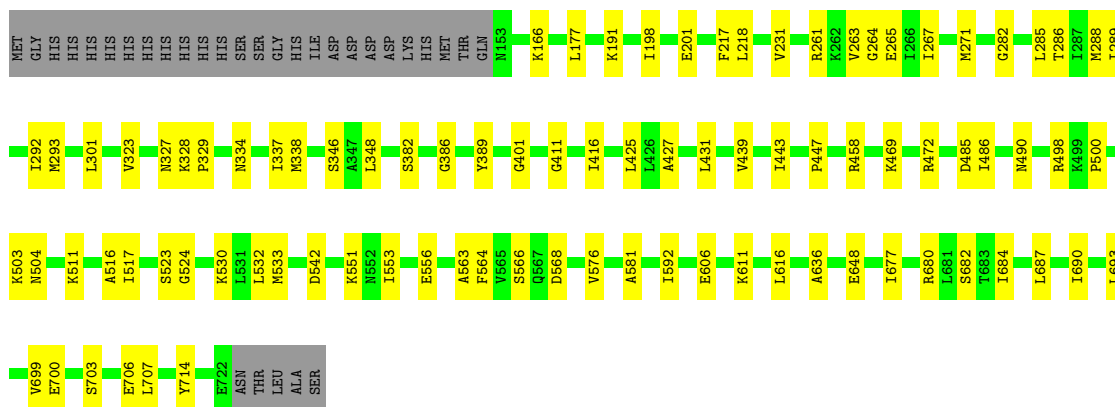 MET GLY HIS HIS HIS HIS HIS HIS HIS HIS HIS HIS SER SER GLY HIS ILE ASP ASP ASP ASP LYS HIS MET THR GLN N153 K166 L177 K191 I198 E201 F217 L218 V231 R261 K262 V263 G264 E265 I266 I267 M271 G282 L285 T286 I287 M288
I292 M293 L301 V323 N327 K328 P329 N334 I337 M338 S346 A347 L348 S382 G386 Y389 G401 G411 I416 L425 L426 A427 L431 V439 I443 P447 R458 K469 R472 D485 I486 N490 R498 K499 P500
K503 N504 K511 A516 I517 S523 G524 K530 L531 L532 M533 D542 K551 N552 I553 E556 A563 F564 V565 S566 Q567 D568 V576 A581 I592 E606 K611 L616 A636 E648 I677 R680 L681 S682 T683 I684 L687 I690
V699 E700 S703 E706 L707 Y714 E722 ASN THR LEU ALA SER